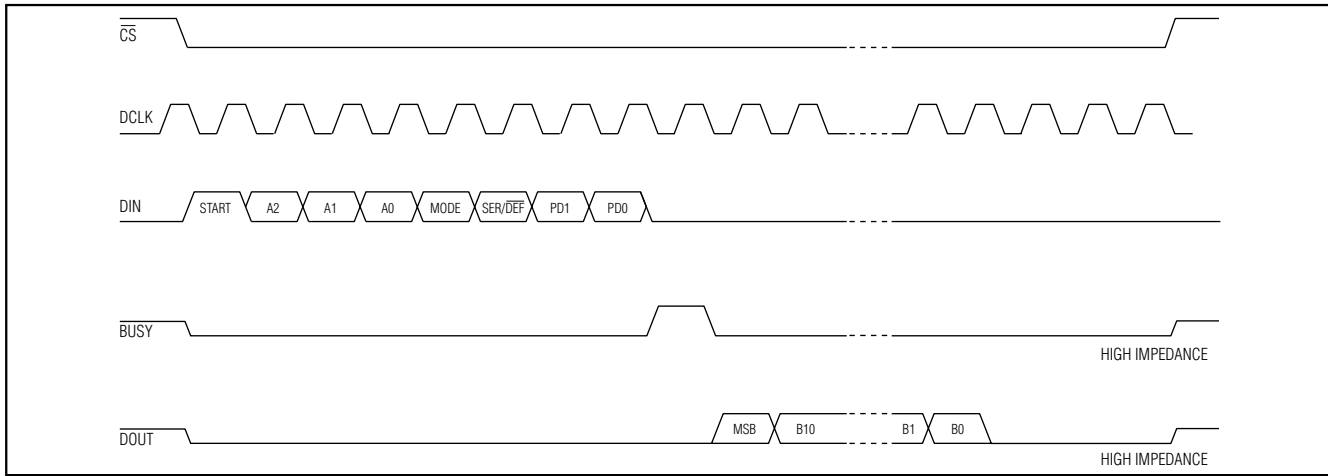 CS
DCLK
DIN START A2 A1 A0 MODE SER/DEF PD1 PD0
BUSY
HIGH IMPEDANCE
DOUT MSB B10 B1 B0
HIGH IMPEDANCE